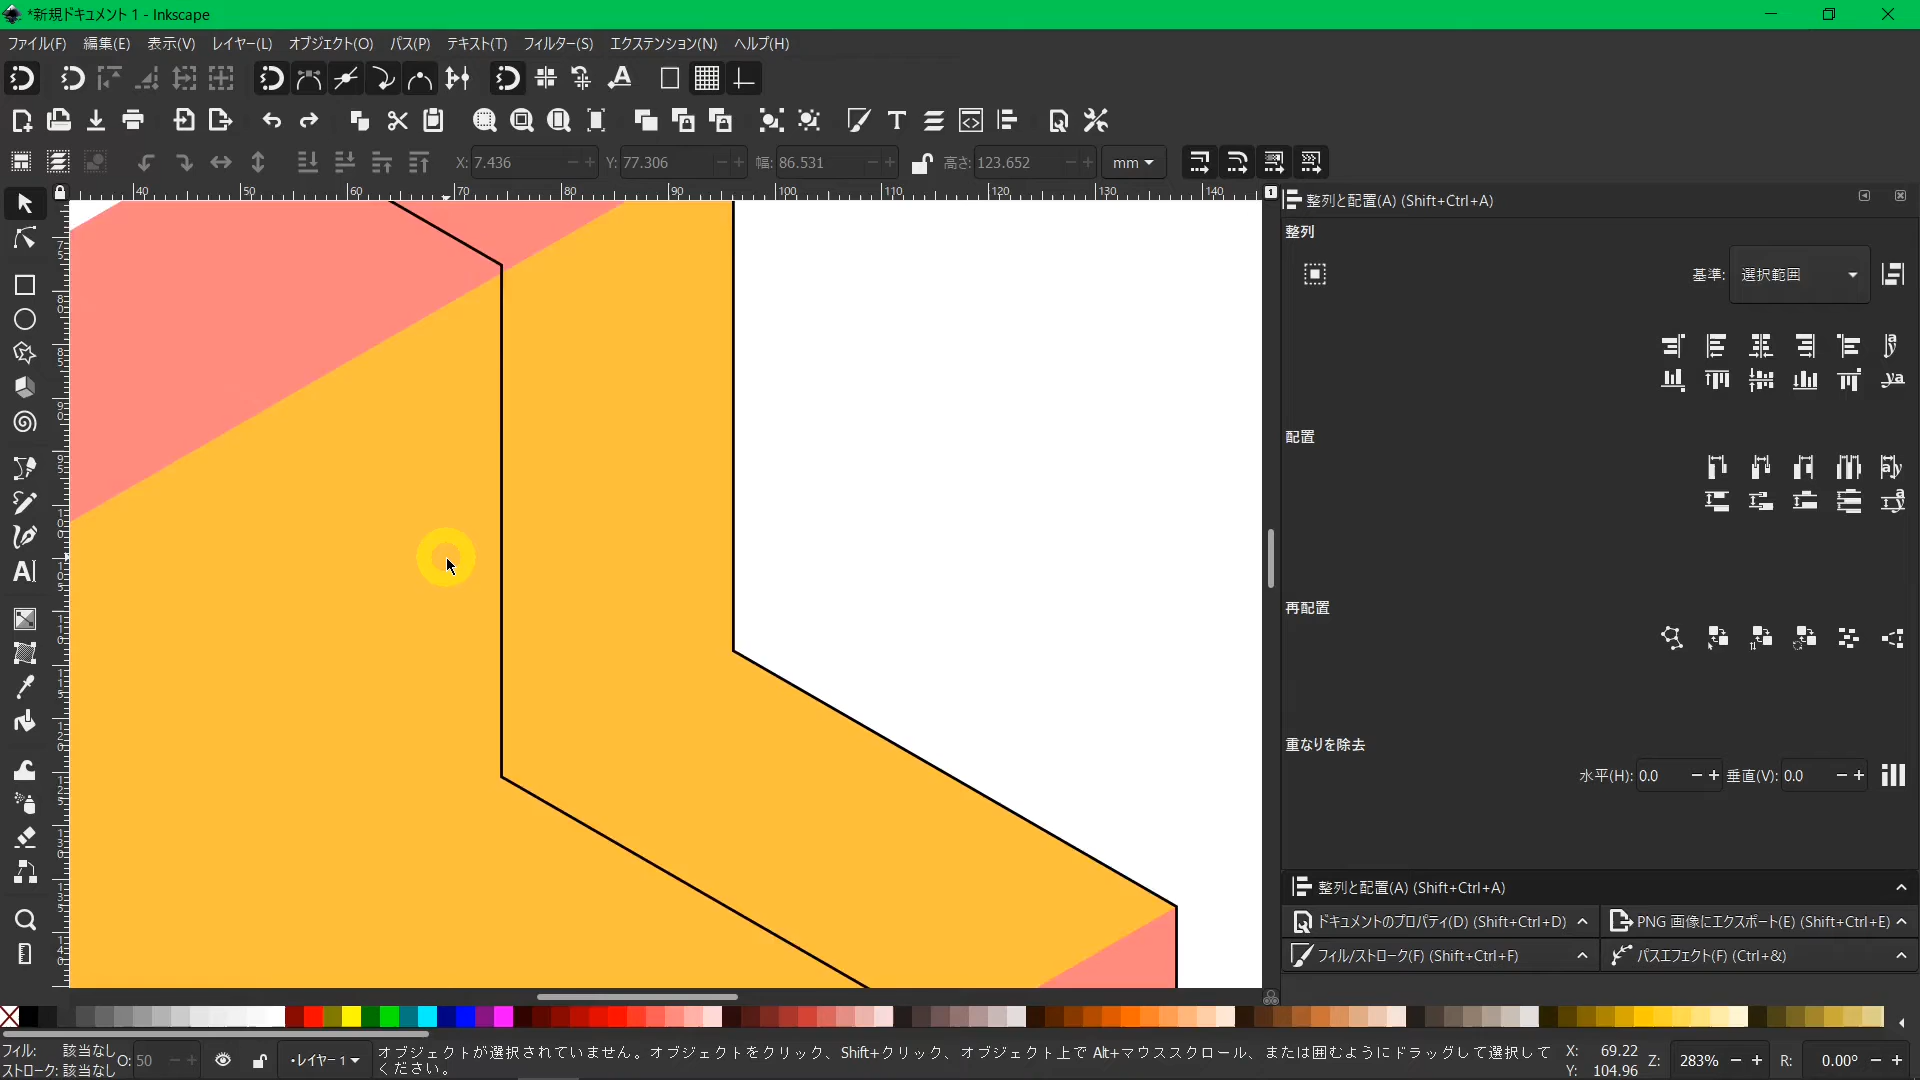 *新規ドキュメント 1 - Inkscape
ファイル(F) 編集(E) 表示(V) レイヤー(L) オブジェクト(O) パス(P) テキスト(T) フィルター(S) エクステンション(N) ヘルプ(H)
X: 7.436 Y: 77.306 幅: 86.531 高さ: 123.652 mm
40 50 60 70 80 90 100 110 120 130 140
整列と配置(A) (Shift+Ctrl+A)
整列
基準: 選択範囲
配置
再配置
重なりを除去
水平(H): 0.0 垂直(V): 0.0
整列と配置(A) (Shift+Ctrl+A)
ドキュメントのプロパティ(D) (Shift+Ctrl+D) PNG 画像にエクスポート(E) (Shift+Ctrl+E)
フィル/ストローク(F) (Shift+Ctrl+F) パスエフェクト(F) (Ctrl+&)
フィル: 該当なし
ストローク: 該当なし
O: 50
•レイヤー 1
オブジェクトが選択されていません。オブジェクトをクリック、Shift+クリック、オブジェクト上で Alt+マウススクロール、または囲むようにドラッグして選択して
ください。
X: 69.22
Y: 104.96
Z: 283% R: 0.00°